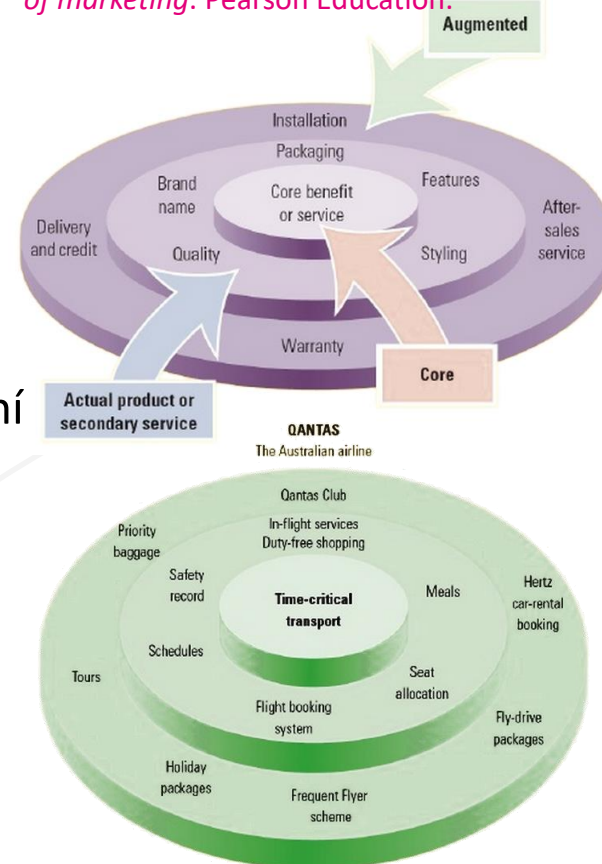 of marketing. Pearson Education.
Augmented
Installation
Packaging
Brand
name
Features
Core benefit
or service
Delivery
and credit
After-
sales
service
Quality
Styling
Warranty
Core
Actual product or
secondary service
ní
QANTAS
The Australian airline
Qantas Club
In-flight services
Duty-free shopping
Priority
baggage
Safety
record
Time-critical
transport
Meals
Hertz
car-rental
booking
Schedules
Tours
Seat
allocation
Flight booking
system
Fly-drive
packages
Holiday
packages
Frequent Flyer
scheme